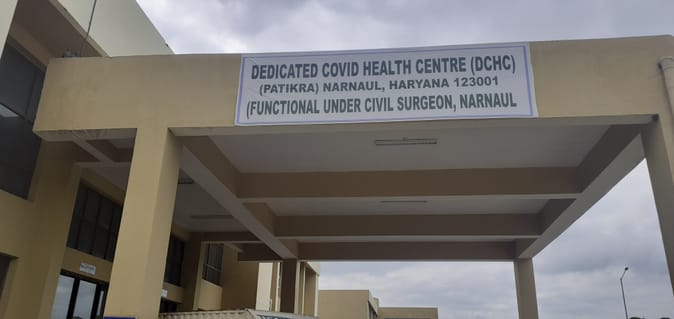 DEDICATED COVID HEALTH CENTRE (DCHC)
(PATIKRA) NARNAUL, HARYANA 123001
(FUNCTIONAL UNDER CIVIL SURGEON, NARNAUL